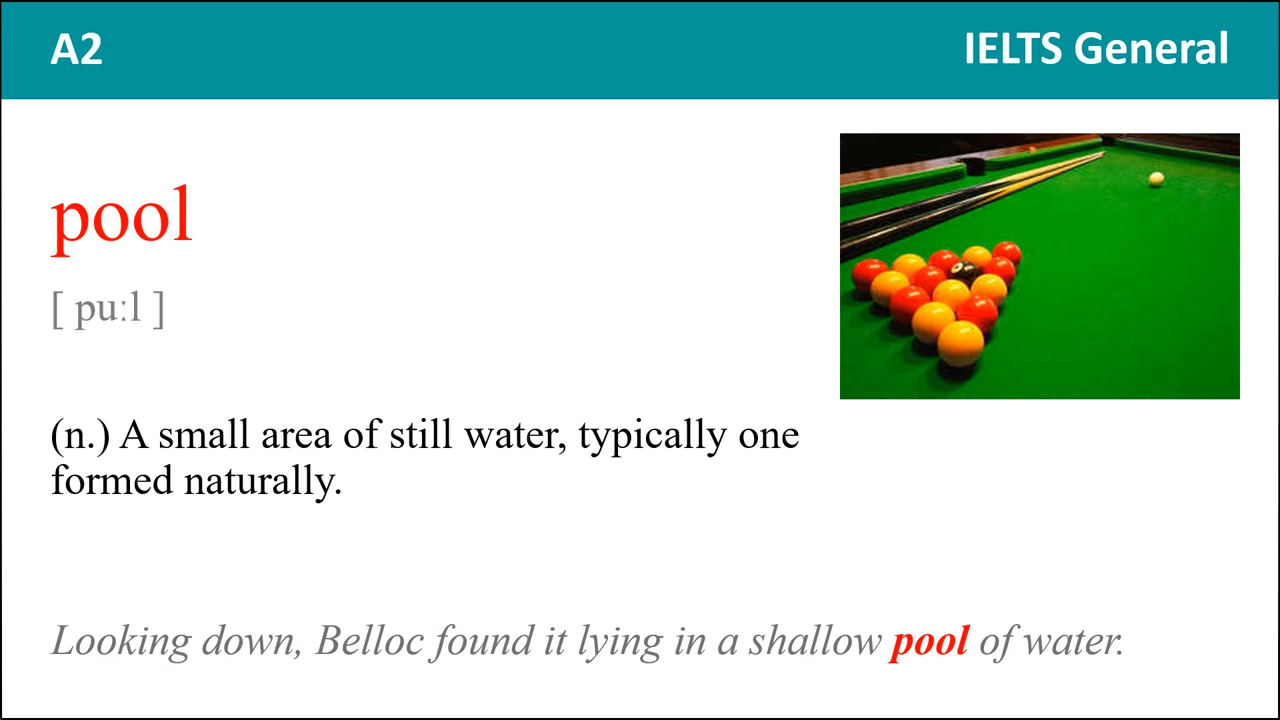 A2
IELTS General
pool
[ puːl ]
(n.) A small area of still water, typically one
formed naturally.
Looking down, Belloc found it lying in a shallow pool of water.